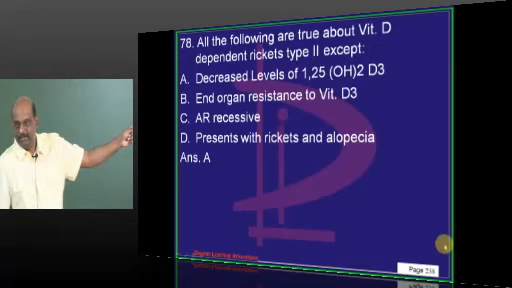 78. All the following are true about Vit. D
dependent rickets type II except:
A. Decreased Levels of 1,25 (OH)2 D3
B. End organ resistance to Vit. D3
C. AR recessive
D. Presents with rickets and alopecia
Ans. A
Page 238